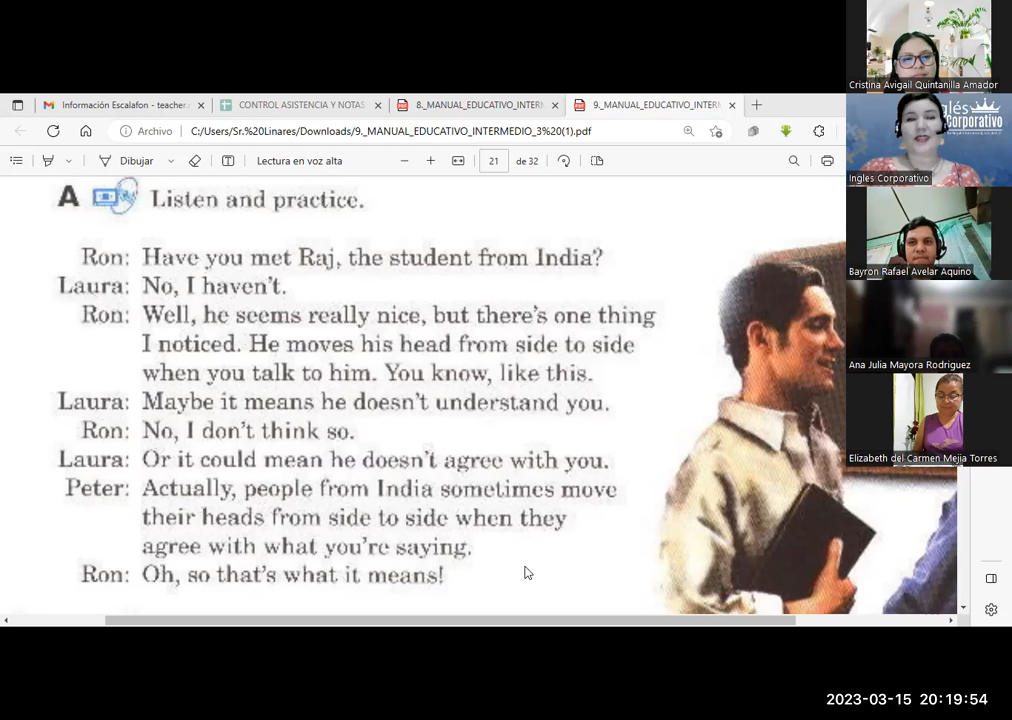 Cristina Avigail Quintanilla Amador
Información Escalafon - teacher.
CONTROL ASISTENCIA Y NOTAS
8._MANUAL_EDUCATIVO_INTERM
9._MANUAL_EDUCATIVO_INTERM
Archivo
C:/Users/Sr.%20Linares/Downloads/9._MANUAL_EDUCATIVO_INTERMEDIO_3%20(1).pdf
Dibujar
Lectura en voz alta
21
de 32
glés
Corporativo
Ingles Corporativo
A Listen and practice.
Ron: Have you met Raj, the student from India?
Laura: No, I haven't.
Ron: Well, he seems really nice, but there's one thing
I noticed. He moves his head from side to side
when you talk to him. You know, like this.
Laura: Maybe it means he doesn't understand you.
Ron: No, I don't think so.
Laura: Or it could mean he doesn't agree with you.
Peter: Actually, people from India sometimes move
their heads from side to side when they
agree with what you're saying.
Ron: Oh, so that's what it means!
Bayron Rafael Avelar Aquino
Ana Julia Mayora Rodriguez
Elizabeth del Carmen Mejia Torres
2023-03-15 20:19:54